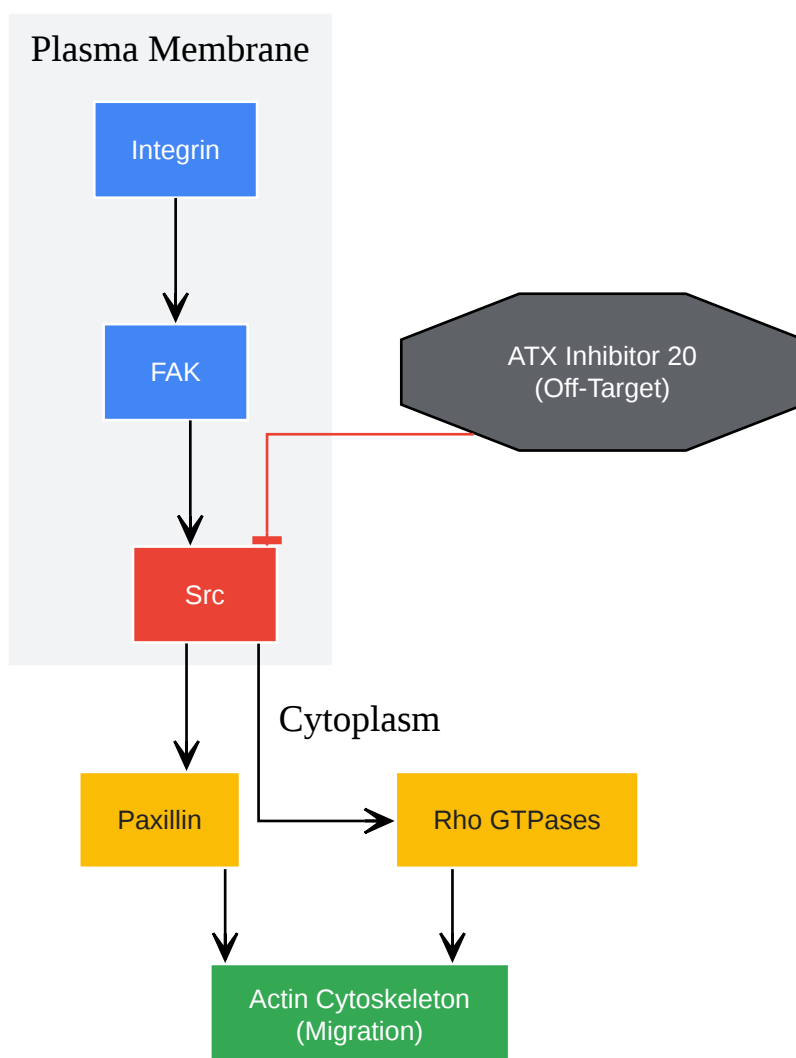 Plasma Membrane
Integrin
FAK
ATX Inhibitor 20
(Off-Target)
Src
Cytoplasm
Paxillin
Rho GTPases
Actin Cytoskeleton
(Migration)